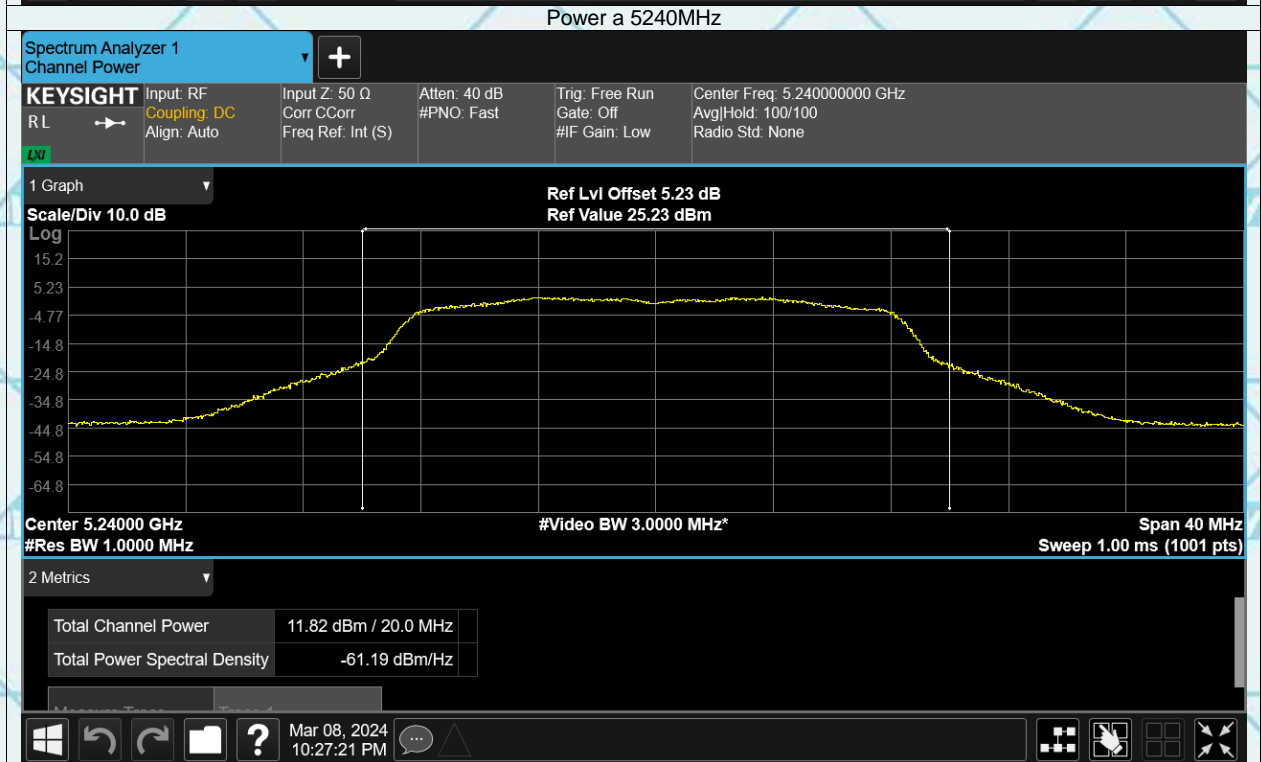 Power a 5240MHz
Spectrum Analyzer 1
Channel Power
KEYSIGHT
RL
LXI
Input: RF
Coupling: DC
Align: Auto
Input Z: 50 Ω
Corr CCorr
Freq Ref: Int (S)
Atten: 40 dB
#PNO: Fast
Trig: Free Run
Gate: Off
#IF Gain: Low
Center Freq: 5.240000000 GHz
Avg|Hold: 100/100
Radio Std: None
1 Graph
Scale/Div 10.0 dB
Ref Lvl Offset 5.23 dB
Ref Value 25.23 dBm
Log
15.2
5.23
-4.77
-14.8
-24.8
-34.8
-44.8
-54.8
-64.8
Center 5.24000 GHz
#Res BW 1.0000 MHz
#Video BW 3.0000 MHz*
Span 40 MHz
Sweep 1.00 ms (1001 pts)
2 Metrics
Total Channel Power 11.82 dBm / 20.0 MHz
Total Power Spectral Density -61.19 dBm/Hz
Mar 08, 2024
10:27:21 PM